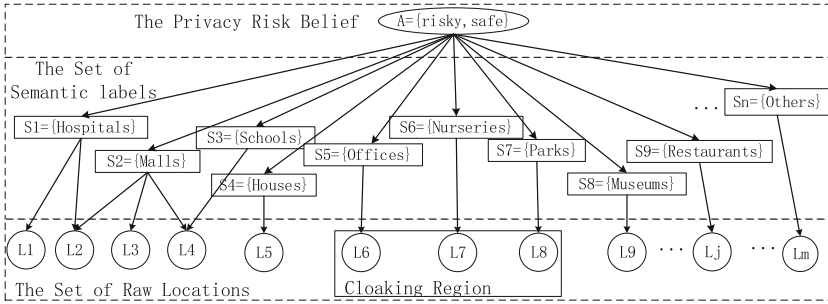 The Privacy Risk Belief
A={risky,safe}
The Set of
Semantic labels
... Sn={Others}
S1={Hospitals}
S6={Nurseries}
S3={Schools}
S2={Malls}
S5={Offices}
S7={Parks}
S9={Restaurants}
S4={Houses}
S8={Museums}
L1 L2 L3 L4 L5 L6 L7 L8 L9 ... Lj ... Lm
Cloaking Region
The Set of Raw Locations